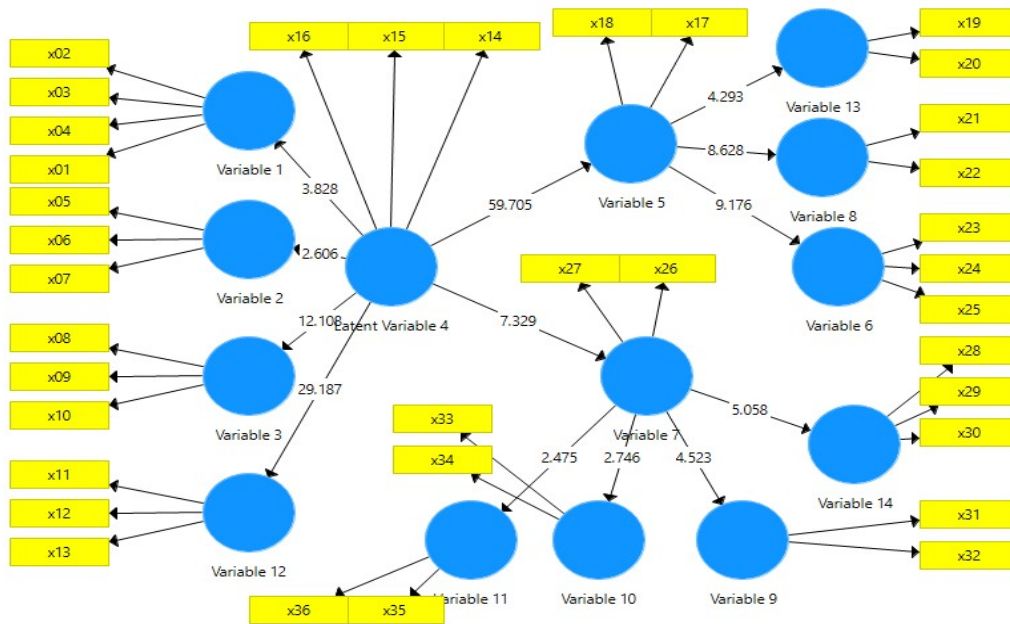 x16 x15 x14
x18 x17
x19
x02
x20
x03
Variable 13
4.293
x04
x21
8.628
x01
Variable 1
x22
Variable 5
3.828
x05
59.705
9.176
Variable 8
x23
x06
2.606
x24
x27 x26
x07
Variable 2
x25
12.108
Latent Variable 4
7.329
Variable 6
x08
x28
x09
29.187
x29
5.058
x10
x33
Variable 3
Variable 7
x30
x34
2.475
2.746
4.523
x11
Variable 14
x12
x31
x13
x32
Variable 12
Variable 11
Variable 10
Variable 9
x36 x35